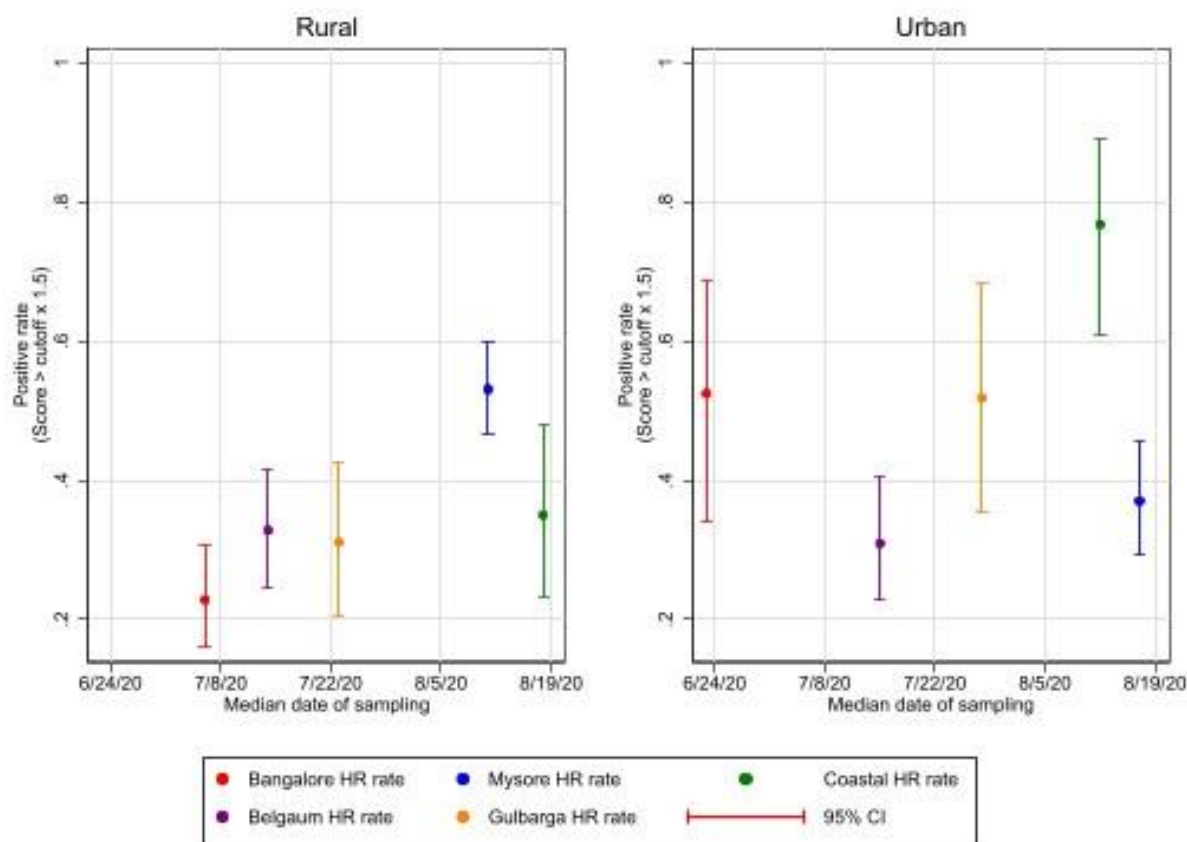 Rural
Urban
1
.8
.6
.4
.2
Positive rate
(Score > cutoff x 1.5)
6/24/20 7/8/20 7/22/20 8/5/20 8/19/20
Median date of sampling
1
.8
.6
.4
.2
Positive rate
(Score > cutoff x 1.5)
6/24/20 7/8/20 7/22/20 8/5/20 8/19/20
Median date of sampling
Bangalore HR rate Mysore HR rate Coastal HR rate
Belgaum HR rate Gulbarga HR rate 95% CI